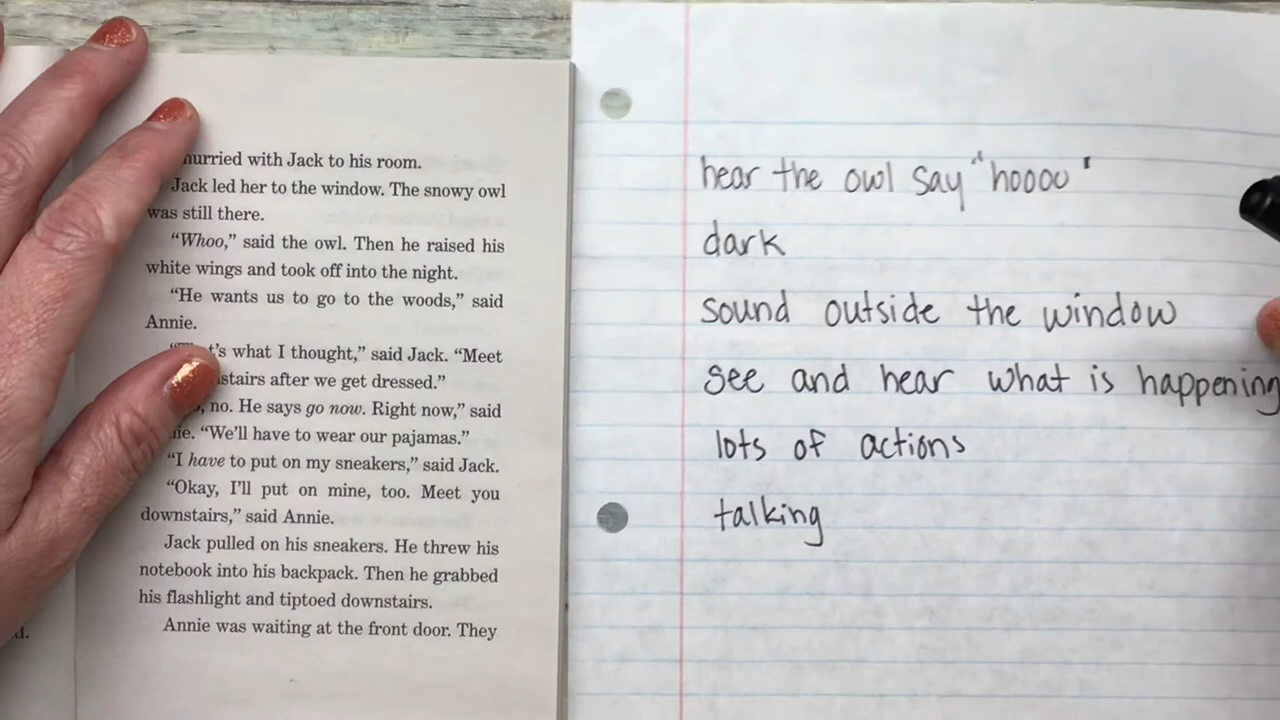 hurried with Jack to his room.
Jack led her to the window. The snowy owl
was still there.
“Whoo,” said the owl. Then he raised his
white wings and took off into the night.
“He wants us to go to the woods,” said
Annie.
what I thought,” said Jack. “Meet
after we get dressed.”
no. He says go now. Right now,” said
“We’ll have to wear our pajamas.”
“I have to put on my sneakers,” said Jack.
“Okay, I’ll put on mine, too. Meet you
downstairs,” said Annie.
Jack pulled on his sneakers. He threw his
notebook into his backpack. Then he grabbed
his flashlight and tiptoed downstairs.
Annie was waiting at the front door. They
hear the owl say "hoooo"
dark
sound outside the window
see and hear what is happening
lots of actions
talking